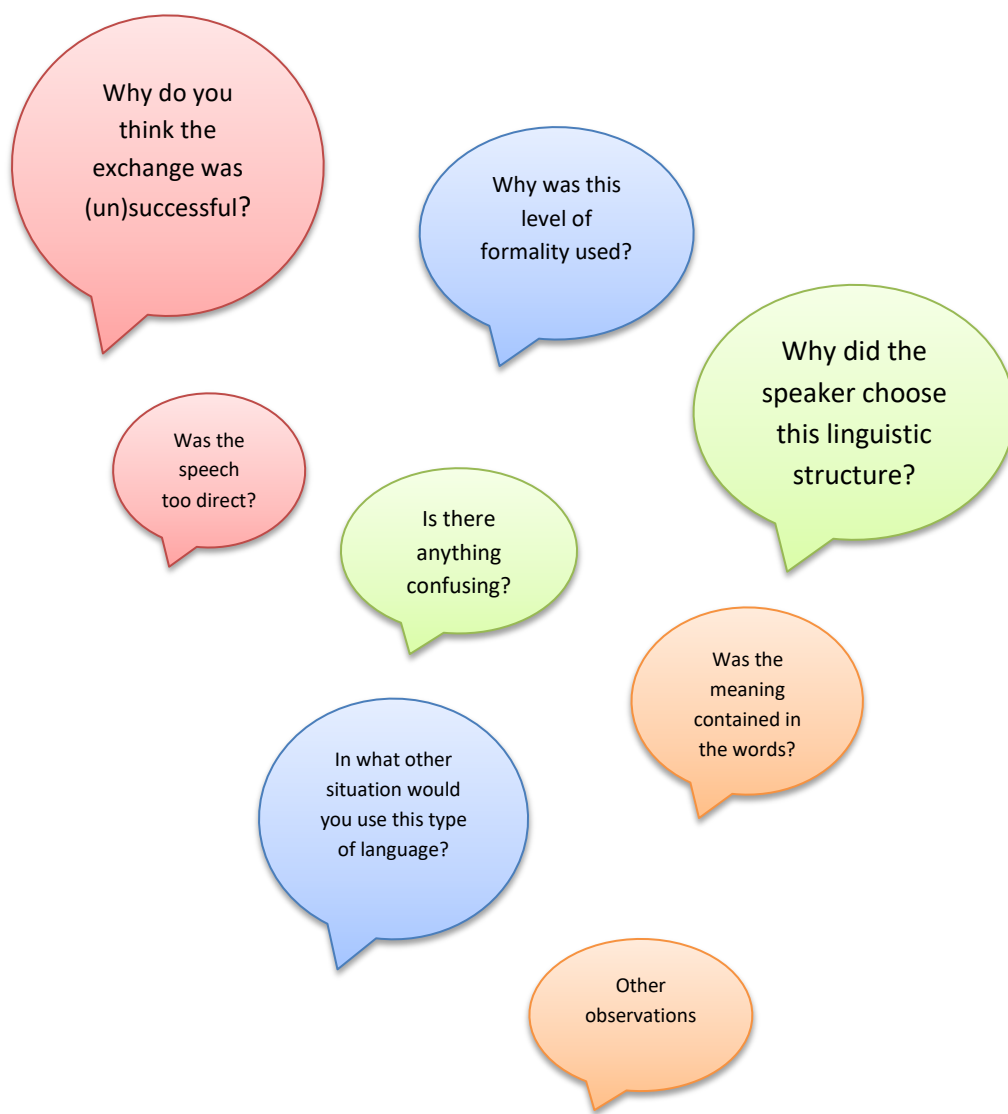 Why do you
think the
exchange was
(un)successful?
Why was this
level of
formality used?
Why did the
speaker choose
this linguistic
structure?
Was the
speech
too direct?
Is there
anything
confusing?
Was the
meaning
contained in
the words?
In what other
situation would
you use this type
of language?
Other
observations